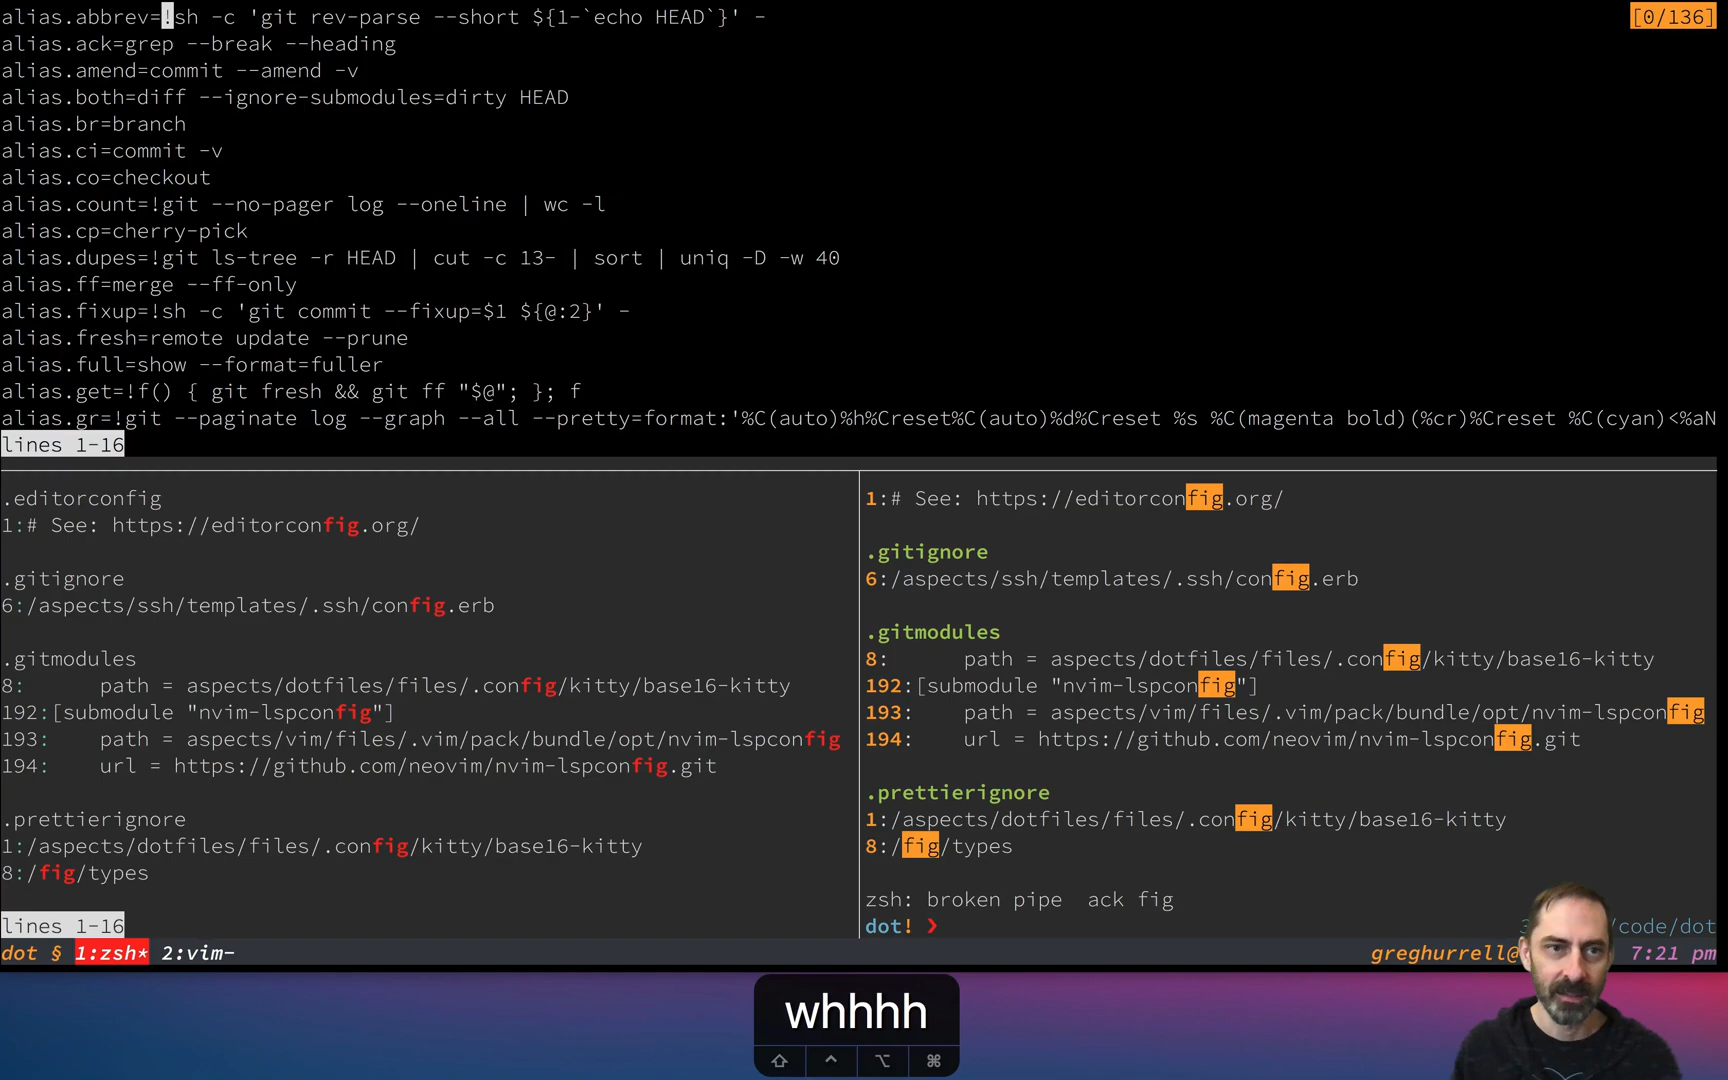 alias.abbrev=!sh -c 'git rev-parse --short ${1-`echo HEAD`}' -
[0/136]
alias.ack=grep --break --heading
alias.amend=commit --amend -v
alias.both=diff --ignore-submodules=dirty HEAD
alias.br=branch
alias.ci=commit -v
alias.co=checkout
alias.count=!git --no-pager log --oneline | wc -l
alias.cp=cherry-pick
alias.dupes=!git ls-tree -r HEAD | cut -c 13- | sort | uniq -D -w 40
alias.ff=merge --ff-only
alias.fixup=!sh -c 'git commit --fixup=$1 ${@:2}' -
alias.fresh=remote update --prune
alias.full=show --format=fuller
alias.get=!f() { git fresh && git ff "$@"; }; f
alias.gr=!git --paginate log --graph --all --pretty=format:'%C(auto)%h%Creset%C(auto)%d%Creset %s %C(magenta bold)(%cr)%Creset %C(cyan)<%aN
lines 1-16
.editorconfig
1:# See: https://editorconfig.org/
.gitignore
6:/aspects/ssh/templates/.ssh/config.erb
.gitmodules
8:     path = aspects/dotfiles/files/.config/kitty/base16-kitty
192:[submodule "nvim-lspconfig"]
193:   path = aspects/vim/files/.vim/pack/bundle/opt/nvim-lspconfig
194:   url = https://github.com/neovim/nvim-lspconfig.git
.prettierignore
1:/aspects/dotfiles/files/.config/kitty/base16-kitty
8:/fig/types
lines 1-16
1:# See: https://editorconfig.org/
.gitignore
6:/aspects/ssh/templates/.ssh/config.erb
.gitmodules
8:      path = aspects/dotfiles/files/.config/kitty/base16-kitty
192:[submodule "nvim-lspconfig"]
193:    path = aspects/vim/files/.vim/pack/bundle/opt/nvim-lspconfig
194:    url = https://github.com/neovim/nvim-lspconfig.git
.prettierignore
1:/aspects/dotfiles/files/.config/kitty/base16-kitty
8:/fig/types
zsh: broken pipe  ack fig
dot! ❯
/code/dot
dot § 1:zsh* 2:vim-
greghurrell@ 7:21 pm
whhhh
⇧ ^ ⌥ ⌘